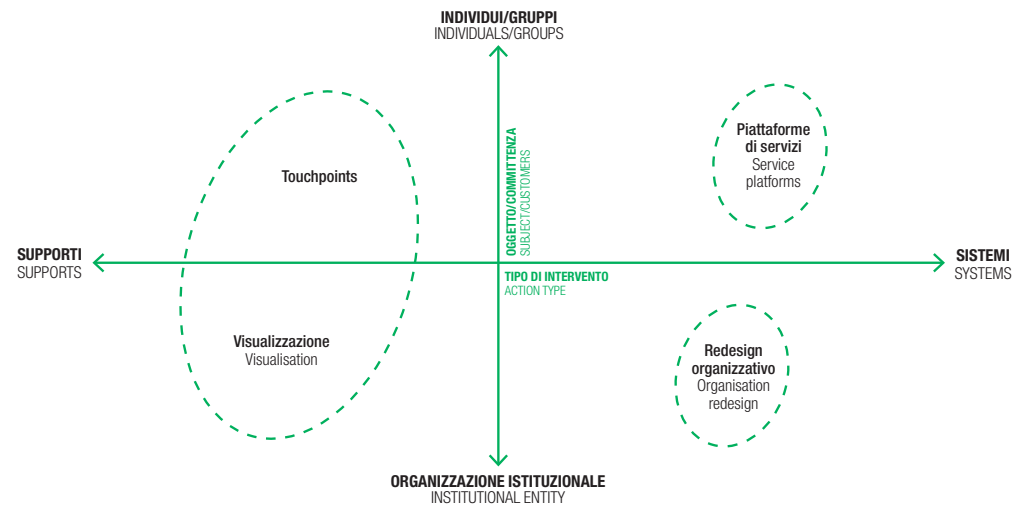 INDIVIDUI/GRUPPI
INDIVIDUALS/GROUPS
Touchpoints
OGGETTO/COMMITTENZA
SUBJECT/CUSTOMERS
Piattaforme
di servizi
Service
platforms
SUPPORTI
SUPPORTS
SISTEMI
SYSTEMS
TIPO DI INTERVENTO
ACTION TYPE
Visualizzazione
Visualisation
Redesign
organizzativo
Organisation
redesign
ORGANIZZAZIONE ISTITUZIONALE
INSTITUTIONAL ENTITY